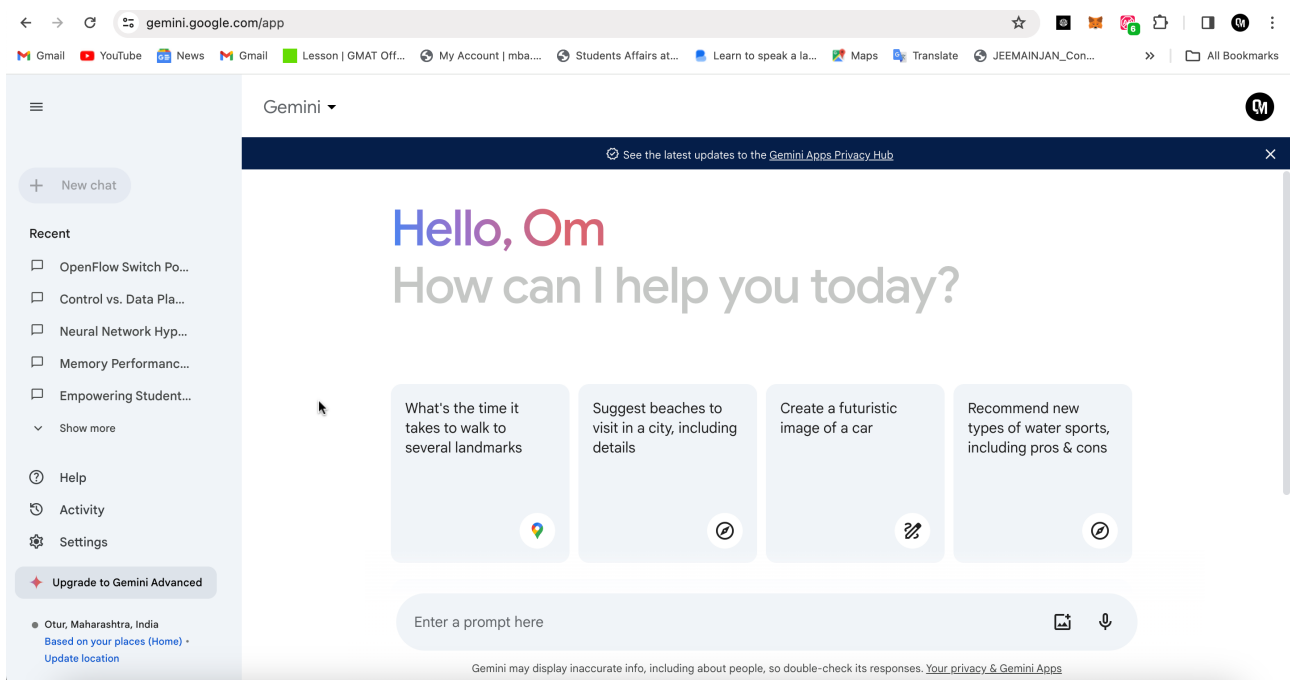 gemini.google.com/app
6
Gmail YouTube News Gmail Lesson | GMAT Off... My Account | mba.... Students Affairs at... Learn to speak a la... Maps Translate JEEMAINJAN_Con... All Bookmarks
Gemini
See the latest updates to the Gemini Apps Privacy Hub
New chat
Recent
OpenFlow Switch Po...
Control vs. Data Pla...
Neural Network Hyp...
Memory Performanc...
Empowering Student...
Show more
Help
Activity
Settings
Upgrade to Gemini Advanced
Otur, Maharashtra, India
Based on your places (Home) •
Update location
Hello, Om
How can I help you today?
What's the time it
takes to walk to
several landmarks
Suggest beaches to
visit in a city, including
details
Create a futuristic
image of a car
Recommend new
types of water sports,
including pros & cons
Enter a prompt here
Gemini may display inaccurate info, including about people, so double-check its responses. Your privacy & Gemini Apps